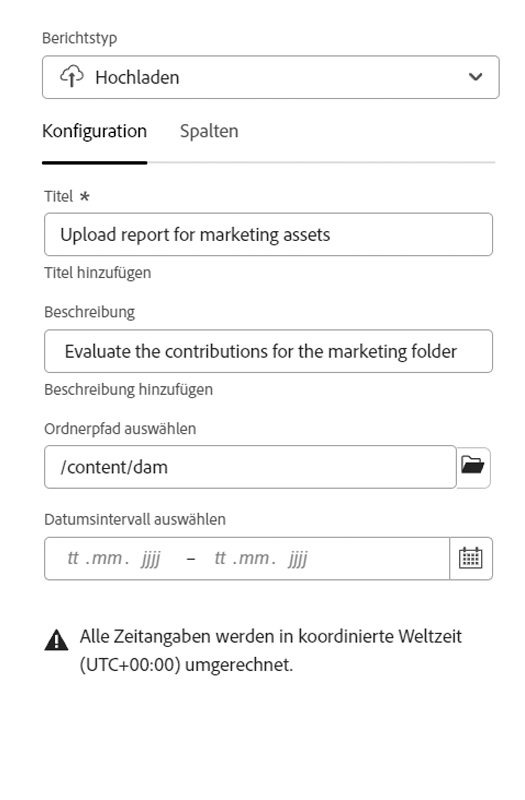 Berichtstyp
Hochladen
Konfiguration Spalten
Titel *
Upload report for marketing assets
Titel hinzufügen
Beschreibung
Evaluate the contributions for the marketing folder
Beschreibung hinzufügen
Ordnerpfad auswählen
/content/dam
Datumsintervall auswählen
tt .mm. jjjj – tt .mm. jjjj
Alle Zeitangaben werden in koordinierte Weltzeit
(UTC+00:00) umgerechnet.